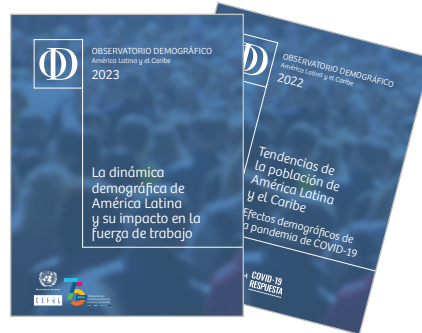 OBSERVATORIO DEMOGRÁFICO
América Latina y el Caribe
2023
La dinámica
demográfica de
América Latina
y su impacto en la
fuerza de trabajo
CEPAL
OBSERVATORIO DEMOGRÁFICO
América Latina y el Caribe
2022
Tendencias de
la población de
América Latina
y el Caribe
Efectos demográficos de
la pandemia de COVID-19
COVID-19
RESPUESTA